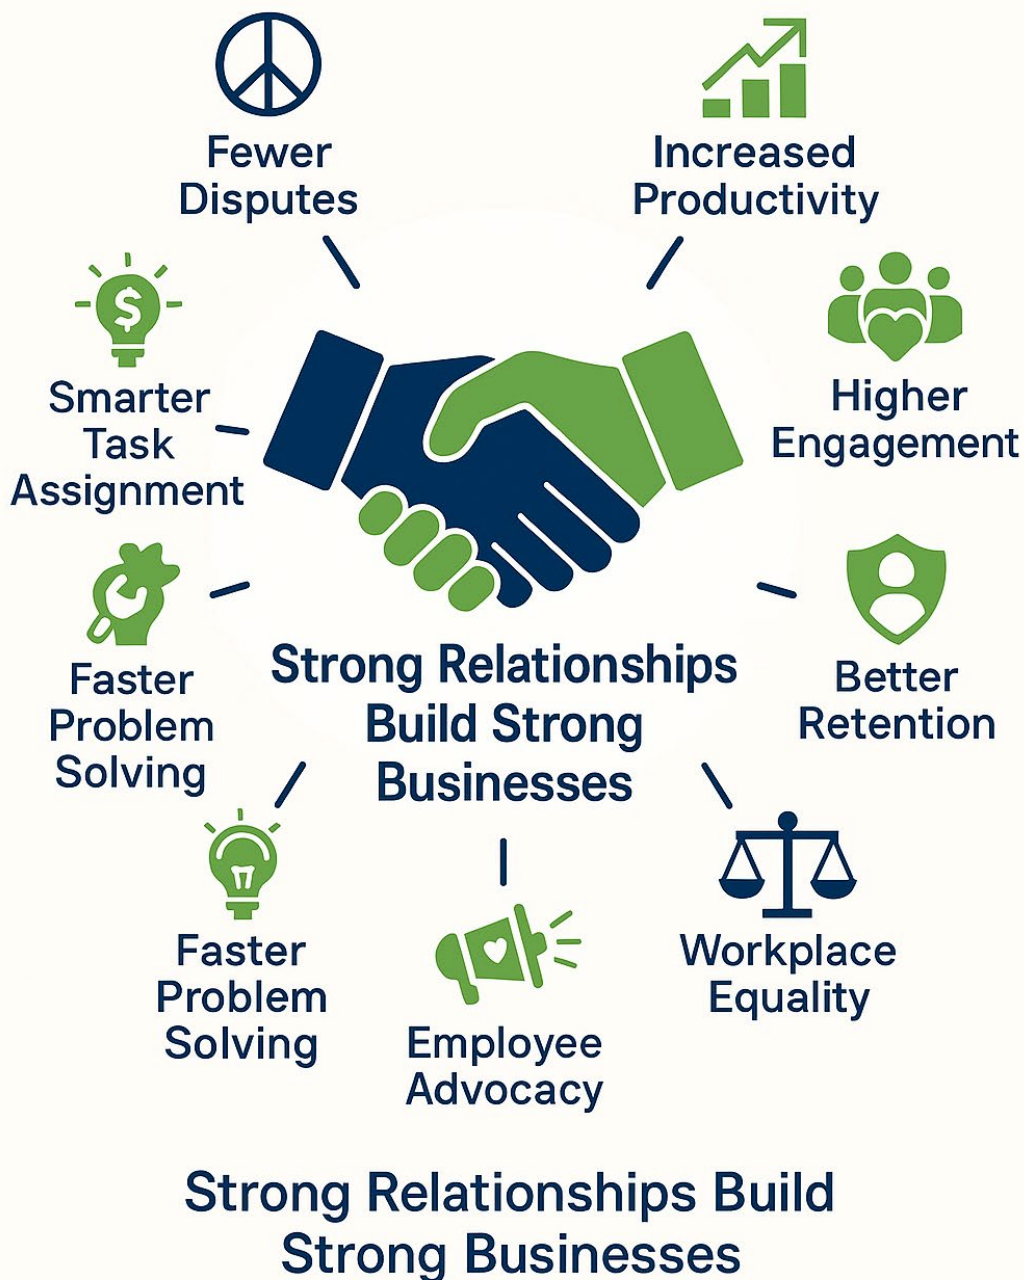 Fewer
Disputes
Increased
Productivity
$
Smarter
Task
Assignment
Higher
Engagement
Faster
Problem
Solving
Strong Relationships
Build Strong
Businesses
Better
Retention
Faster
Problem
Solving
Employee
Advocacy
Workplace
Equality
Strong Relationships Build
Strong Businesses